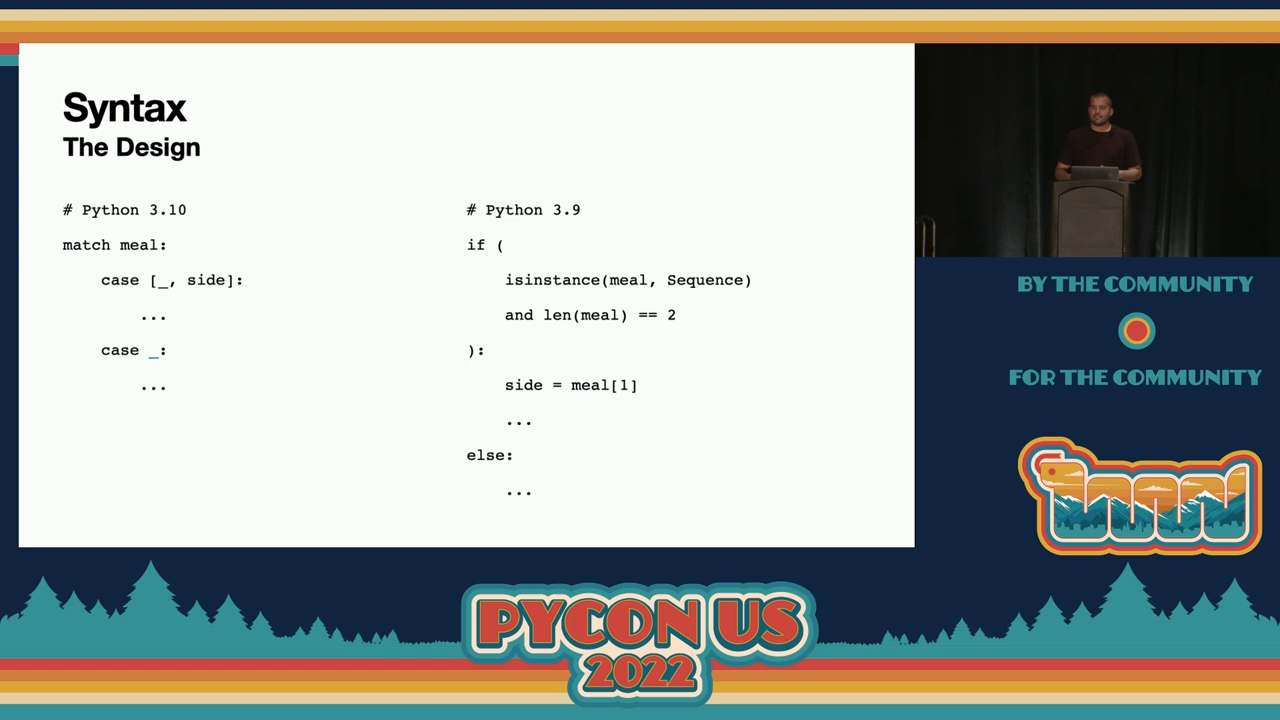 Syntax
The Design
# Python 3.10
match meal:
    case [_, side]:
        ...
    case _:
        ...
# Python 3.9
if (
    isinstance(meal, Sequence)
    and len(meal) == 2
):
    side = meal[1]
    ...
else:
    ...
BY THE COMMUNITY
FOR THE COMMUNITY
PYCON US
2022